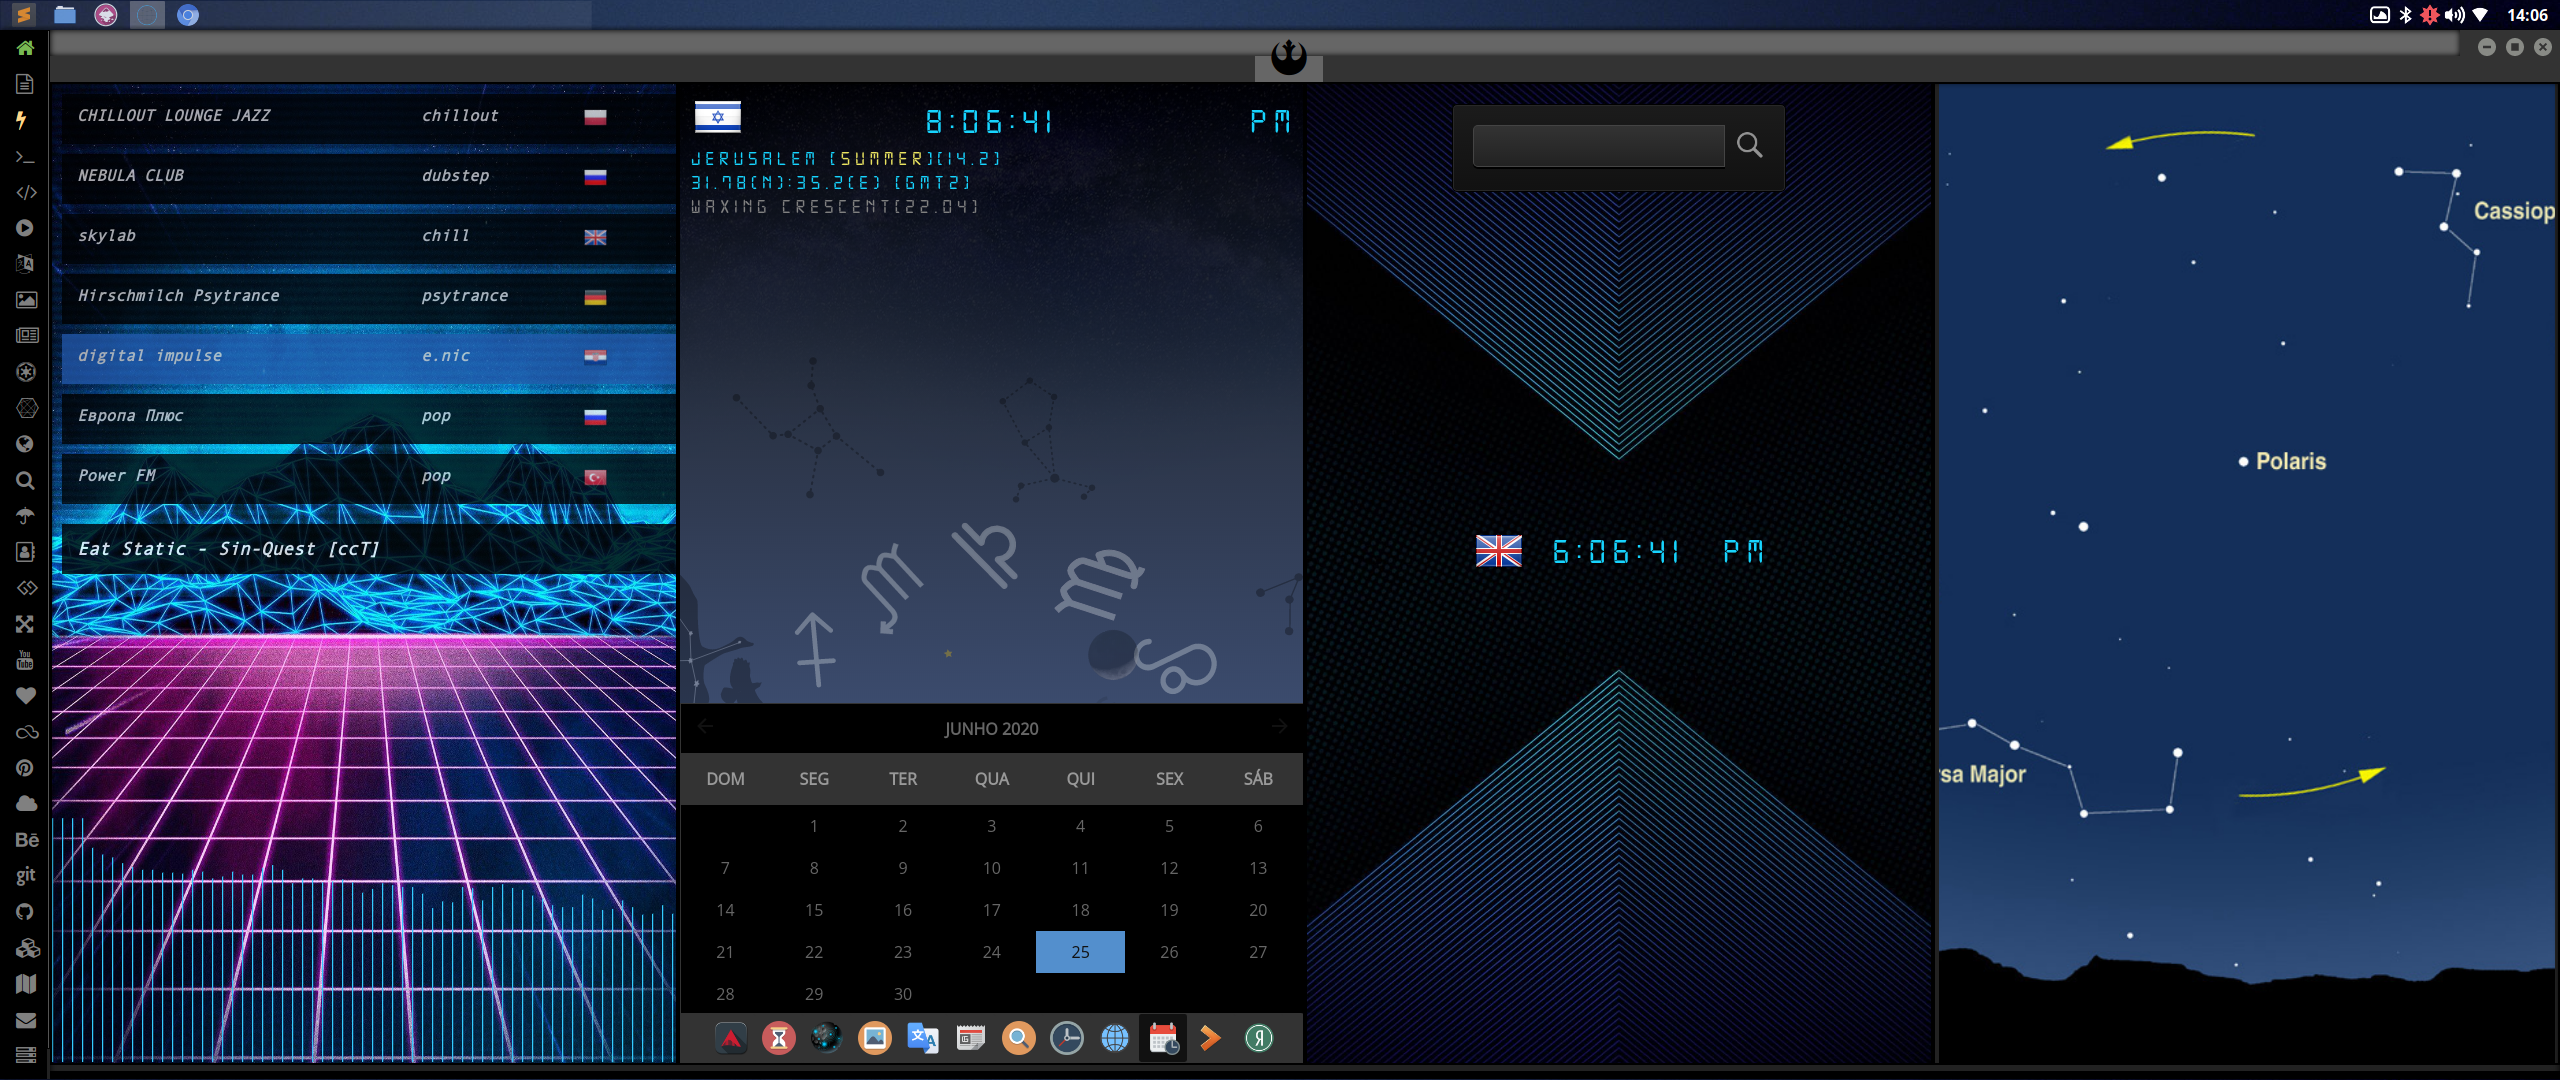 14:06
CHILLOUT LOUNGE JAZZ chillout
NEBULA CLUB dubstep
skylab chill
Hirschmilch Psytrance psytrance
digital impulse e.nic
Европа Плюс pop
Power FM pop
Eat Static - Sin-Quest [ccT]
You
Tube
Bē
git
8:06:41 PM
JERUSALEM [SUMMER][14.2]
31.78(N):35.2(E) [GMT2]
WAXING CRESCENT[22.04]
JUNHO 2020
DOM SEG TER QUA QUI SEX SÁB
1 2 3 4 5 6
7 8 9 10 11 12 13
14 15 16 17 18 19 20
21 22 23 24 25 26 27
28 29 30
6:06:41 PM
Cassiop
Polaris
rsa Major